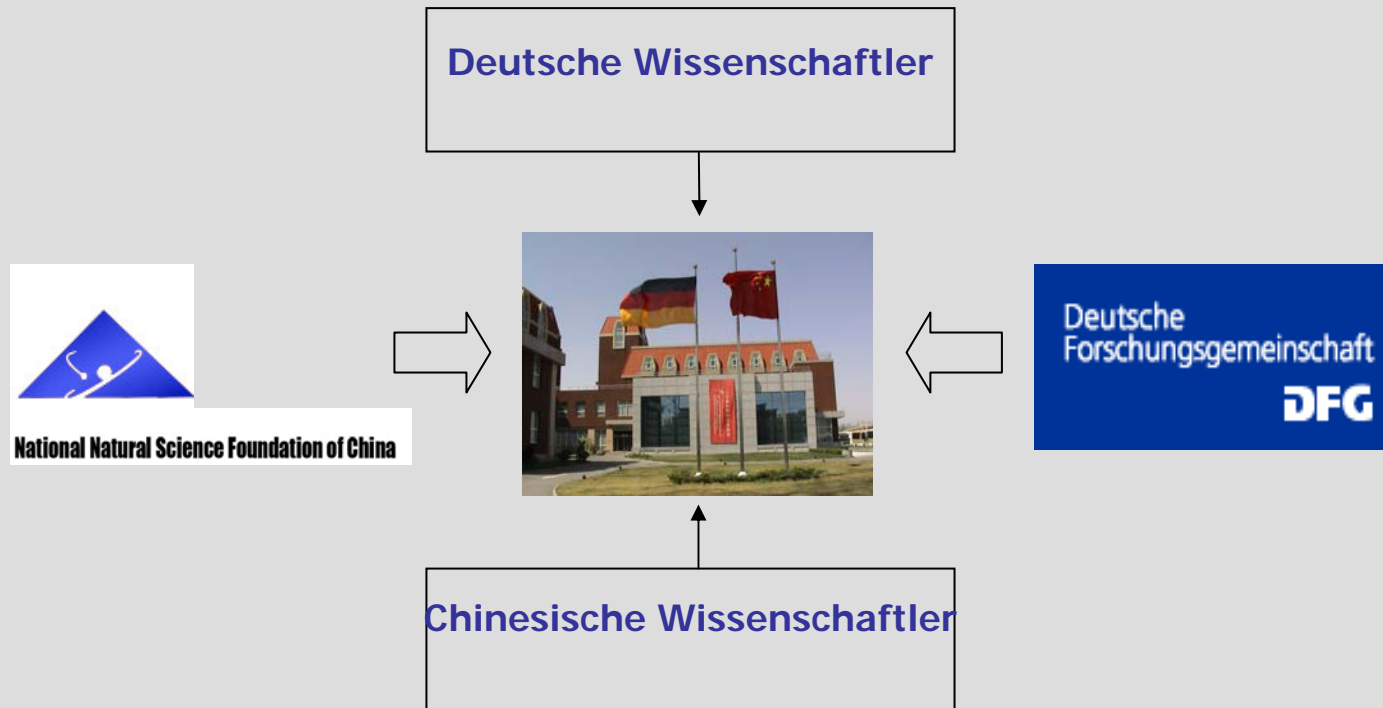 Deutsche Wissenschaftler
National Natural Science Foundation of China
Deutsche
Forschungsgemeinschaft
DFG
Chinesische Wissenschaftler